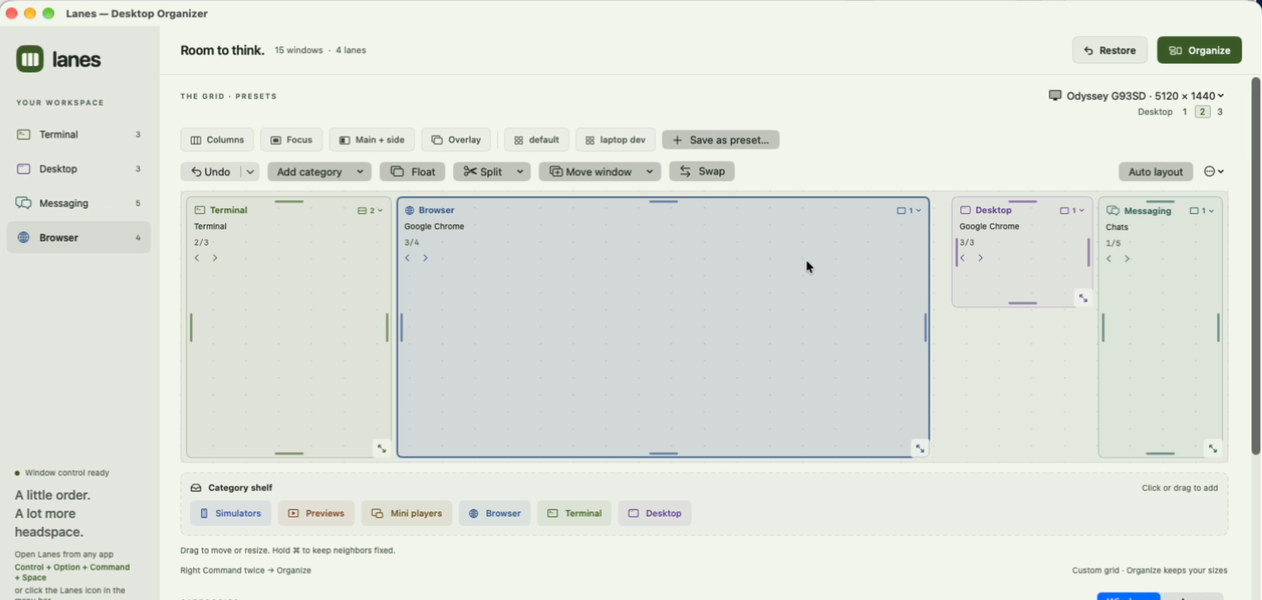 Lanes — Desktop Organizer
lanes
YOUR WORKSPACE
Terminal 3
Desktop 3
Messaging 5
Browser 4
Window control ready
A little order.
A lot more
headspace.
Open Lanes from any app
Control + Option + Command
+ Space
or click the Lanes icon in the
menu bar
Room to think. 15 windows · 4 lanes
Restore
Organize
THE GRID · PRESETS
Odyssey G93SD · 5120 × 1440
Desktop 1 2 3
Columns
Focus
Main + side
Overlay
default
laptop dev
Save as preset...
Undo
Add category
Float
Split
Move window
Swap
Auto layout
Terminal 2
Terminal
2/3
Browser 1
Google Chrome
3/4
Desktop 1
Google Chrome
3/3
Messaging 1
Chats
1/5
Category shelf
Click or drag to add
Simulators
Previews
Mini players
Browser
Terminal
Desktop
Drag to move or resize. Hold ⌘ to keep neighbors fixed.
Right Command twice → Organize
Custom grid · Organize keeps your sizes